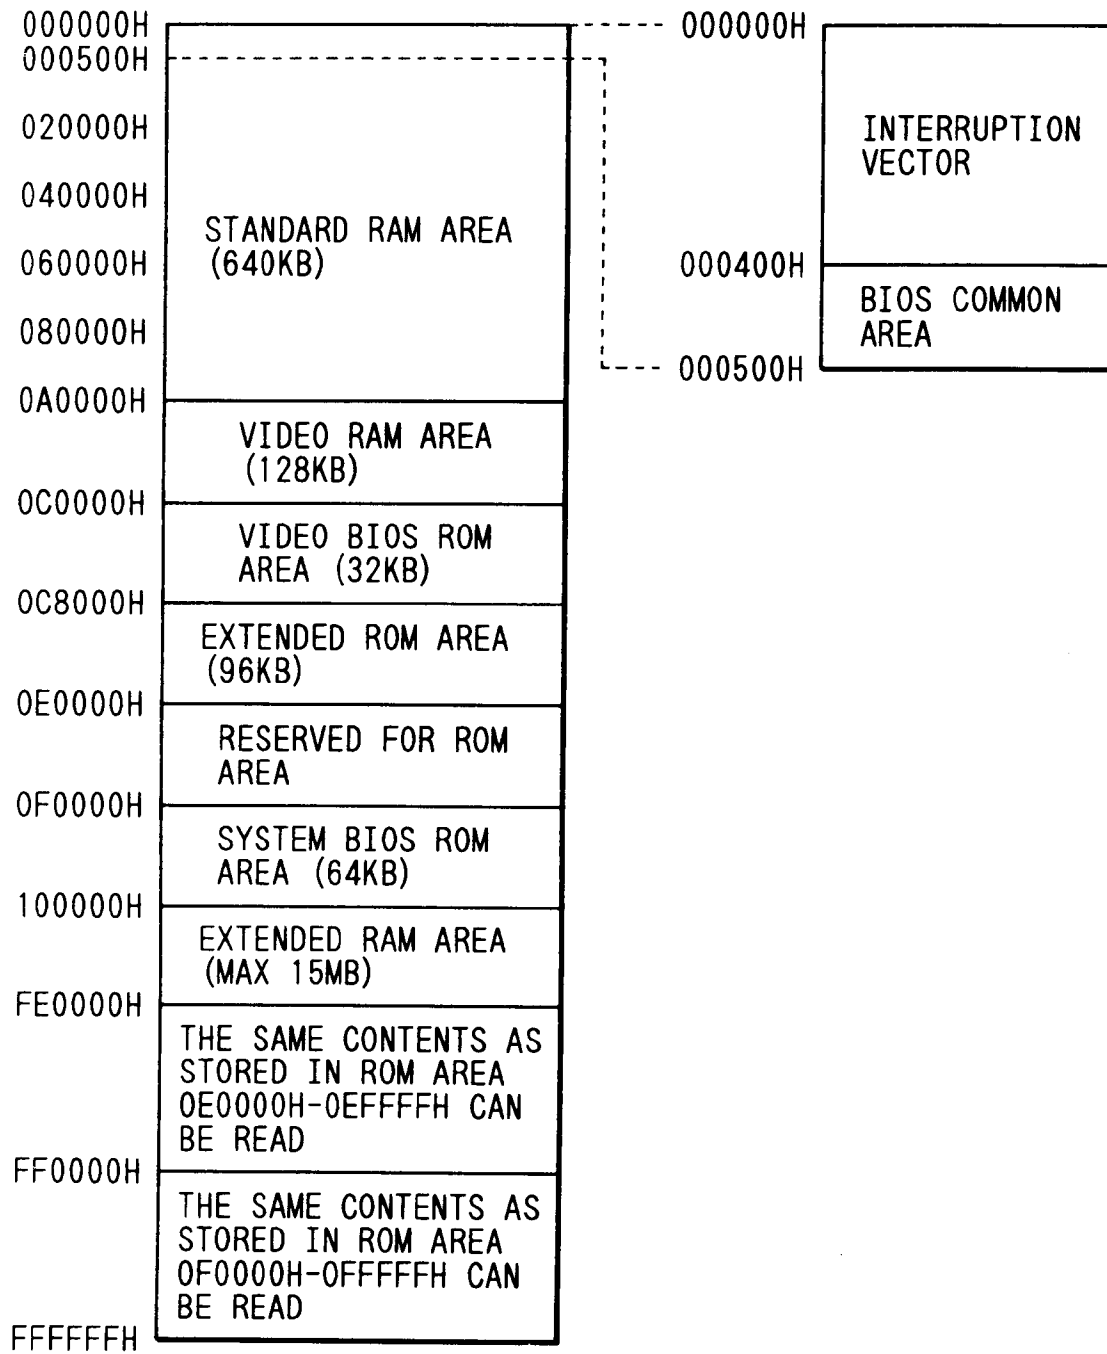 000000H
000500H
020000H
040000H
060000H
080000H
0A0000H
0C0000H
0C8000H
0E0000H
0F0000H
100000H
FE0000H
FF0000H
FFFFFFH
STANDARD RAM AREA
(640KB)
VIDEO RAM AREA
(128KB)
VIDEO BIOS ROM
AREA (32KB)
EXTENDED ROM AREA
(96KB)
RESERVED FOR ROM
AREA
SYSTEM BIOS ROM
AREA (64KB)
EXTENDED RAM AREA
(MAX 15MB)
THE SAME CONTENTS AS
STORED IN ROM AREA
0E0000H-0EFFFFH CAN
BE READ
THE SAME CONTENTS AS
STORED IN ROM AREA
0F0000H-0FFFFFH CAN
BE READ
000000H
000400H
000500H
INTERRUPTION
VECTOR
BIOS COMMON
AREA